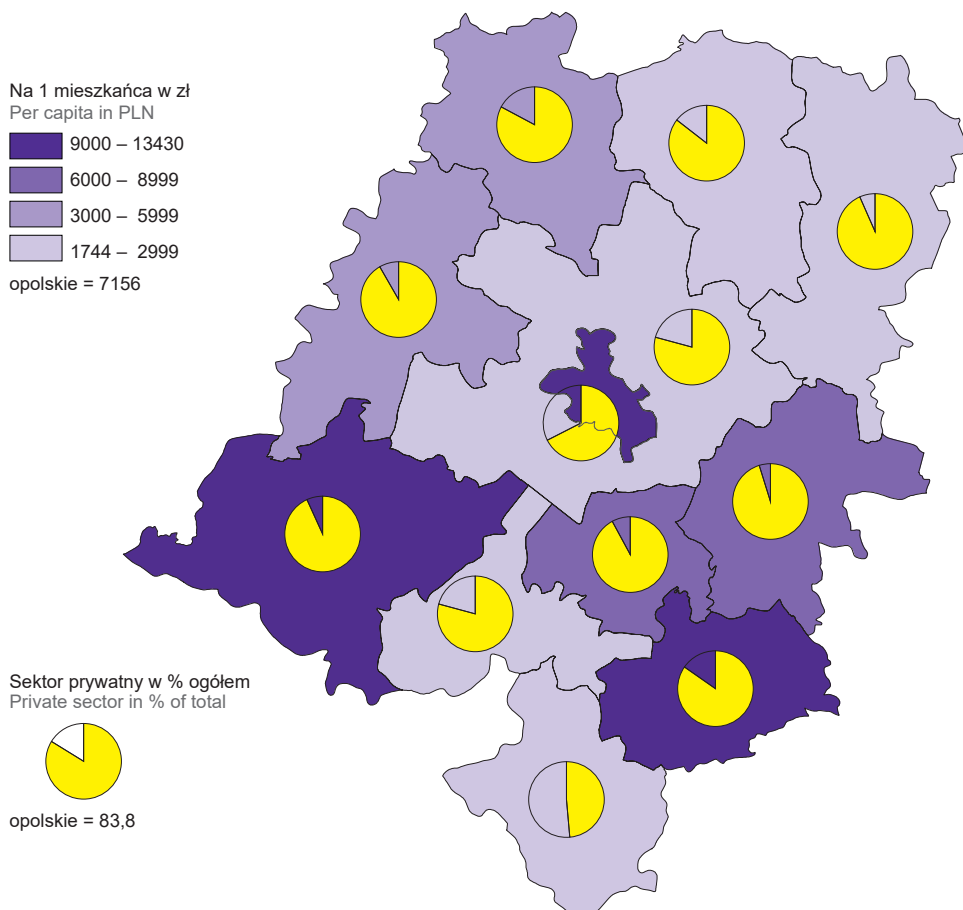 Na 1 mieszkańca w zł
Per capita in PLN
9000 – 13430
6000 – 8999
3000 – 5999
1744 – 2999
opolskie = 7156
Sektor prywatny w % ogółem
Private sector in % of total
opolskie = 83,8